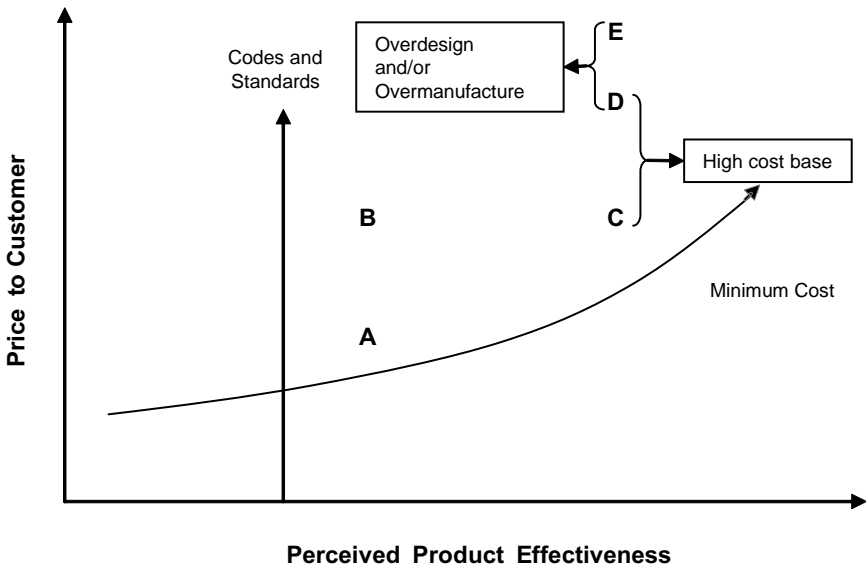 Codes and
Standards
Overdesign
and/or
Overmanufacture
E
D
High cost base
B
C
Minimum Cost
A
Price to Customer
Perceived Product Effectiveness